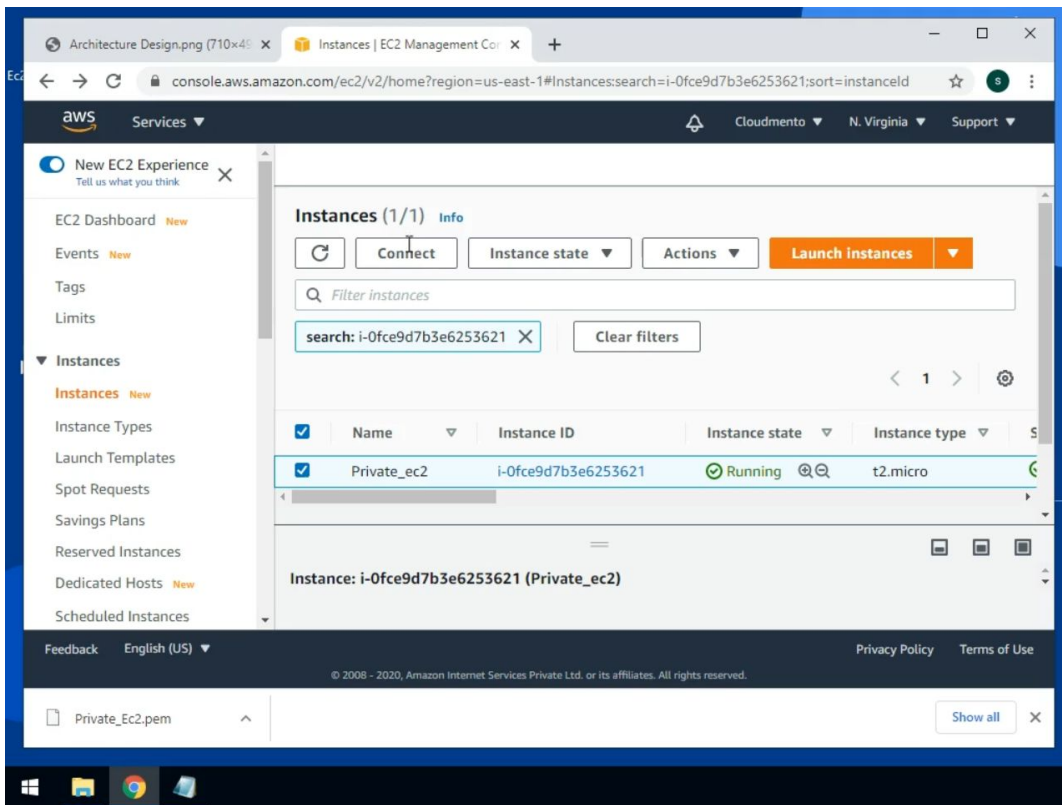 Architecture Design.png (710×49
Instances | EC2 Management Cor
Ec2
console.aws.amazon.com/ec2/v2/home?region=us-east-1#Instances:search=i-0fce9d7b3e6253621;sort=instanceId
S
aws Services Cloudmento N. Virginia Support
New EC2 Experience
Tell us what you think
EC2 Dashboard New
Events New
Tags
Limits
Instances
Instances New
Instance Types
Launch Templates
Spot Requests
Savings Plans
Reserved Instances
Dedicated Hosts New
Scheduled Instances
Instances (1/1) Info
Connect Instance state Actions Launch instances
Filter instances
search: i-0fce9d7b3e6253621 Clear filters
1
Name Instance ID Instance state Instance type S
Private_ec2 i-0fce9d7b3e6253621 Running t2.micro
Instance: i-0fce9d7b3e6253621 (Private_ec2)
Feedback English (US) Privacy Policy Terms of Use
© 2008 - 2020, Amazon Internet Services Private Ltd. or its affiliates. All rights reserved.
Private_Ec2.pem Show all